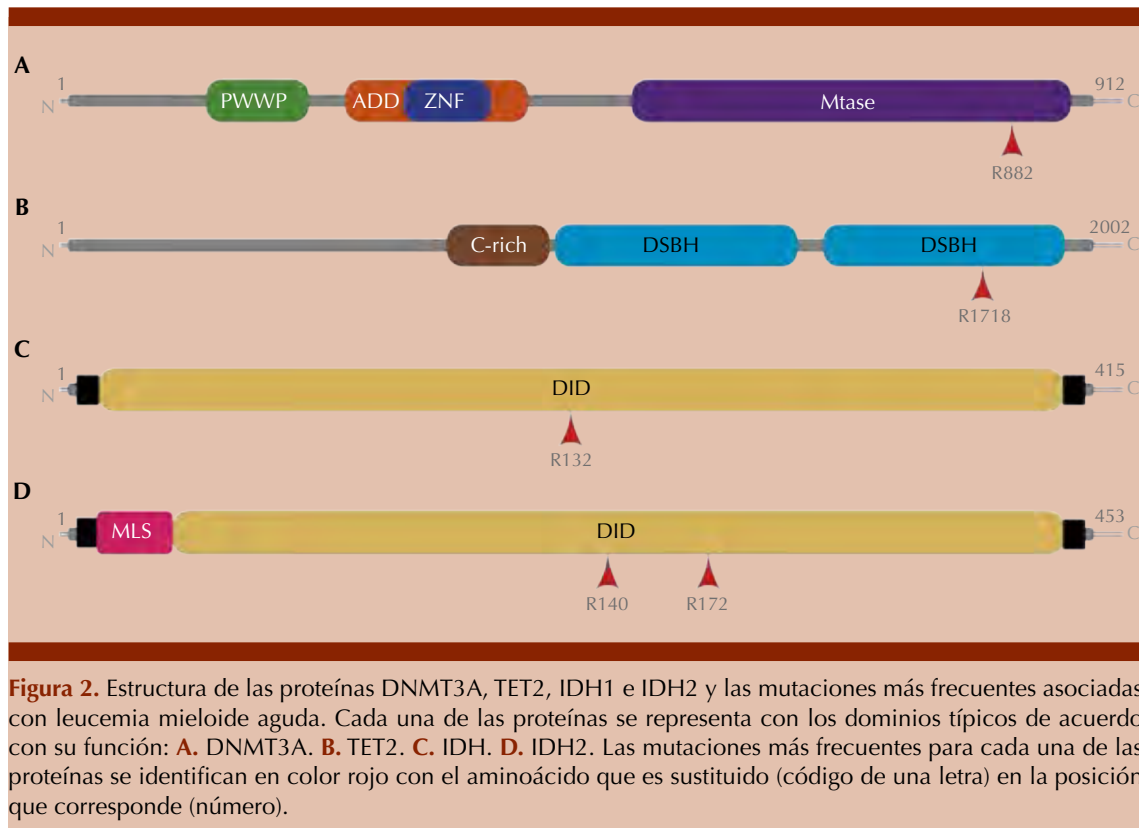 A
1
912
N
PWWP
ADD
ZNF
Mtase
C
R882
B
1
2002
N
C-rich
DSBH
DSBH
C
R1718
C
1
415
N
DID
C
R132
D
1
453
N
MLS
DID
C
R140
R172
Figura 2. Estructura de las proteínas DNMT3A, TET2, IDH1 e IDH2 y las mutaciones más frecuentes asociadas
con leucemia mieloide aguda. Cada una de las proteínas se representa con los dominios típicos de acuerdo
con su función: A. DNMT3A. B. TET2. C. IDH. D. IDH2. Las mutaciones más frecuentes para cada una de las
proteínas se identifican en color rojo con el aminoácido que es sustituido (código de una letra) en la posición
que corresponde (número).